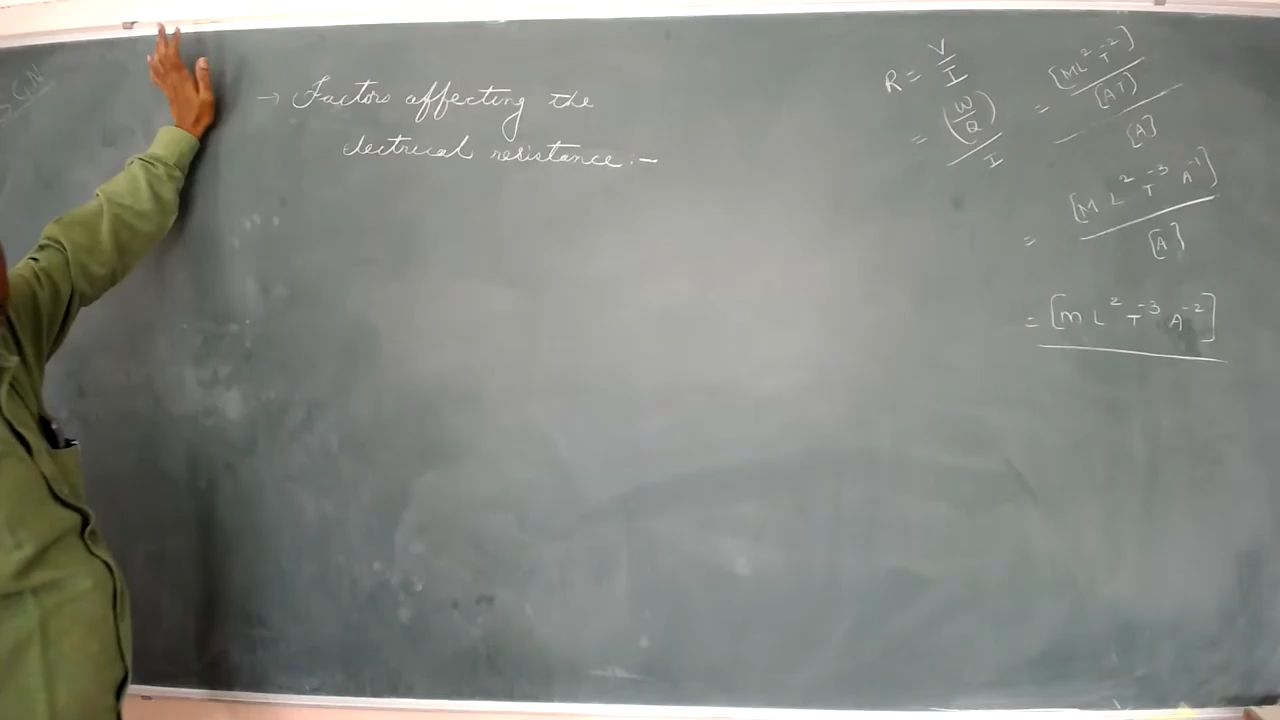 S.G.N
→ Factors affecting the
electrical resistance :-
R = V/I
= (W/Q)/I
= [ML²T⁻²]/[AT]/[A]
= [M L² T⁻³ A⁻¹]/[A]
= [M L² T⁻³ A⁻²]